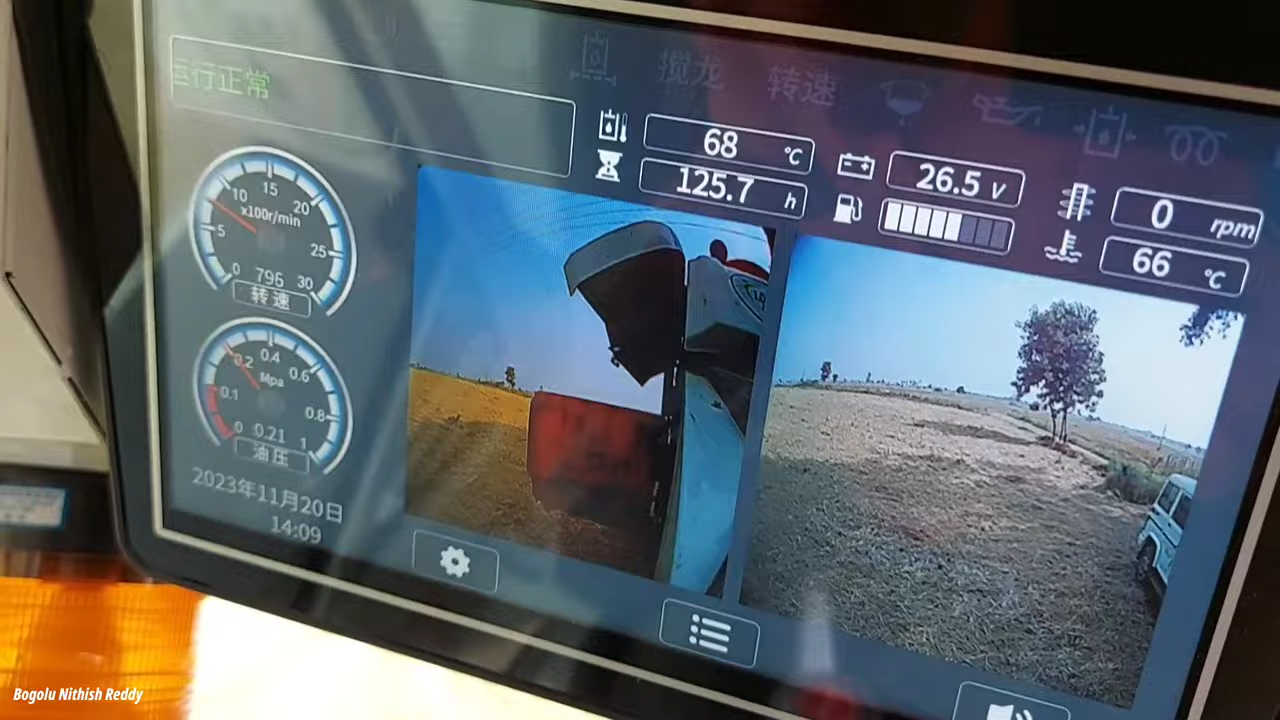 运行正常
搅龙 转速
68 ℃
125.7 h
26.5 V
0 rpm
66 ℃
0 5 10 15 20 25 30
x100r/min
796
转速
0 0.1 0.2 0.4 0.6 0.8 1
Mpa
0.21
油压
2023年11月20日
14:09
Bogolu Nithish Reddy